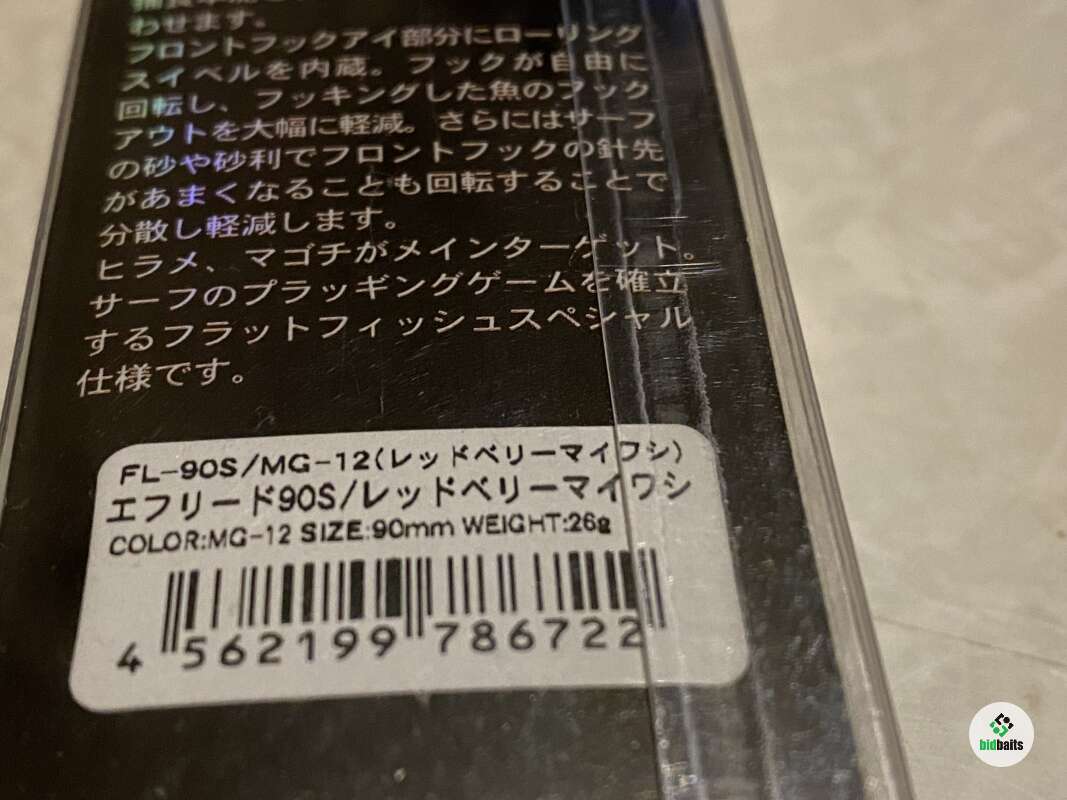 わせます。
フロントフックアイ部分にローリング
スイベルを内蔵。フックが自由に
回転し、フッキングした魚のフック
アウトを大幅に軽減。さらにはサーフ
の砂や砂利でフロントフックの針先
があまくなることも回転することで
分散し軽減します。
ヒラメ、マゴチがメインターゲット。
サーフのプラッギングゲームを確立
するフラットフィッシュスペシャル
仕様です。
FL-90S/MG-12(レッドベリーマイワシ)
エフリード90S/レッドベリーマイワシ
COLOR:MG-12 SIZE:90mm WEIGHT:26g
4 562199 786722
bidbaits